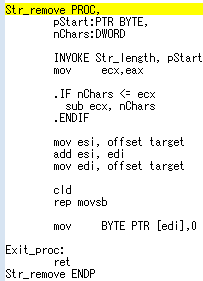 Str_remove PROC,
pStart:PTR BYTE,
nChars:DWORD
INVOKE Str_length, pStart
mov ecx,eax
.IF nChars <= ecx
sub ecx, nChars
.ENDIF
mov esi, offset target
add esi, edi
mov edi, offset target
cld
rep movsb
mov BYTE PTR [edi],0
Exit_proc:
ret
Str_remove ENDP